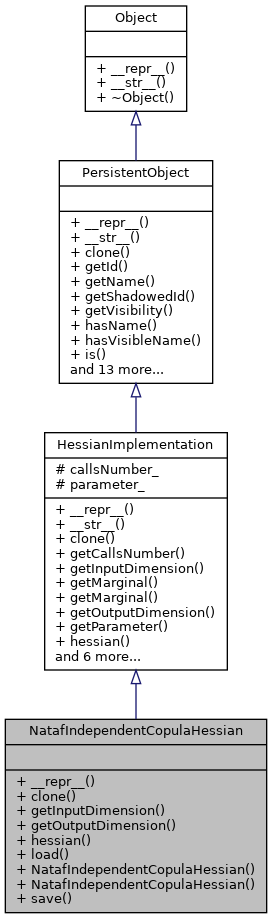 Object
+ __repr__()
+ __str__()
+ ~Object()
PersistentObject
+ __repr__()
+ __str__()
+ clone()
+ getId()
+ getName()
+ getShadowedId()
+ getVisibility()
+ hasName()
+ hasVisibleName()
+ is()
and 13 more...
HessianImplementation
# callsNumber_
# parameter_
+ __repr__()
+ __str__()
+ clone()
+ getCallsNumber()
+ getInputDimension()
+ getMarginal()
+ getMarginal()
+ getOutputDimension()
+ getParameter()
+ hessian()
and 6 more...
NatafIndependentCopulaHessian
+ __repr__()
+ clone()
+ getInputDimension()
+ getOutputDimension()
+ hessian()
+ load()
+ NatafIndependentCopulaHessian()
+ NatafIndependentCopulaHessian()
+ save()